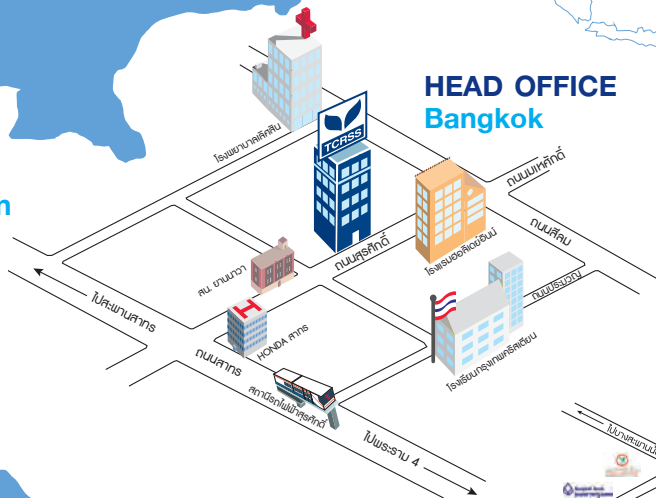 HEAD OFFICE
Bangkok
TCRSS
โรงพยาบาลเลิศสิน
ถนนมเหศักดิ์
ถนนสีลม
ถนนสุรศักดิ์
โรงแรมฮอลิเดย์อินน์
สน. ยานนาวา
ถนนประมวญ
ไปสะพานสาทร
HONDA สาทร
ถนนสาทร
โรงเรียนกรุงเทพคริสเตียน
สถานีรถไฟฟ้าสุรศักดิ์
ไปพระราม 4